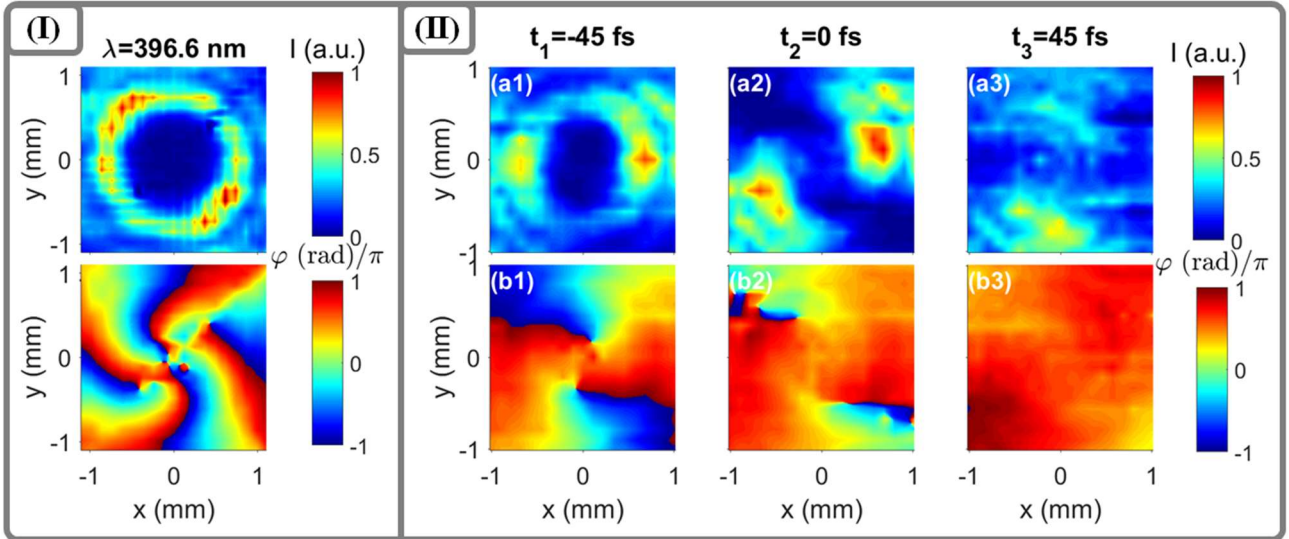 (I)
λ=396.6 nm
I (a.u.)
1
0
-1
y (mm)
1
0.5
0
φ (rad)/π
1
0
-1
y (mm)
1
0
-1
-1 0 1
x (mm)
(II)
t1=-45 fs
t2=0 fs
t3=45 fs
I (a.u.)
(a1)
(a2)
(a3)
1
0
-1
y (mm)
1
0.5
0
φ (rad)/π
(b1)
(b2)
(b3)
1
0
-1
y (mm)
1
0
-1
-1 0 1
-1 0 1
-1 0 1
x (mm)
x (mm)
x (mm)